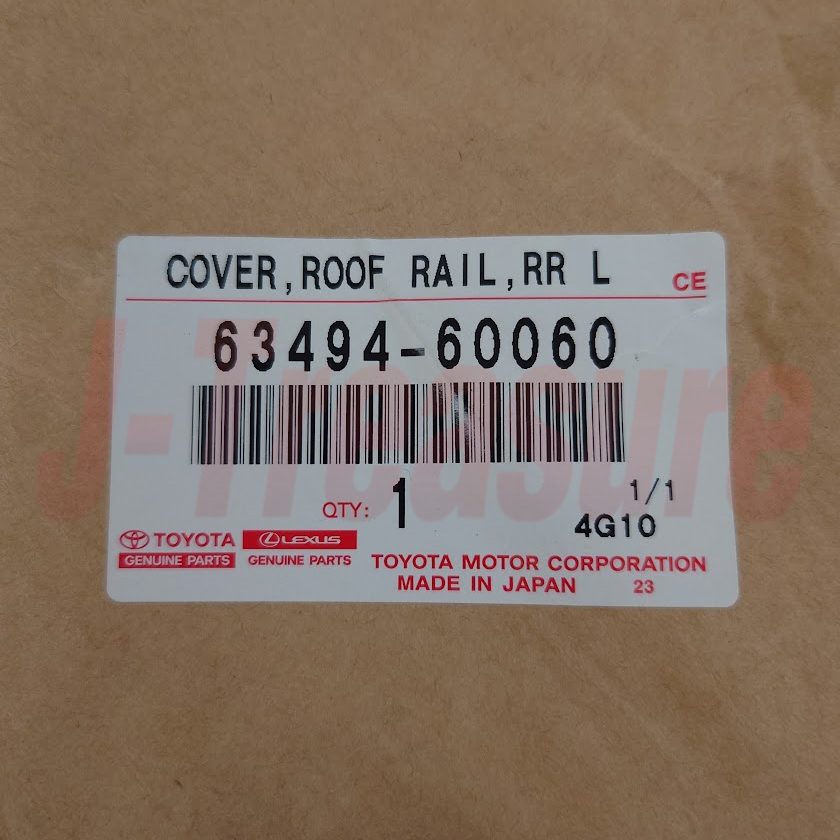 COVER,ROOF RAIL,RR L
CE
63494-60060
J-Treasure
QTY: 1
1/1
4G10
TOYOTA
GENUINE PARTS
LEXUS
GENUINE PARTS
TOYOTA MOTOR CORPORATION
MADE IN JAPAN 23